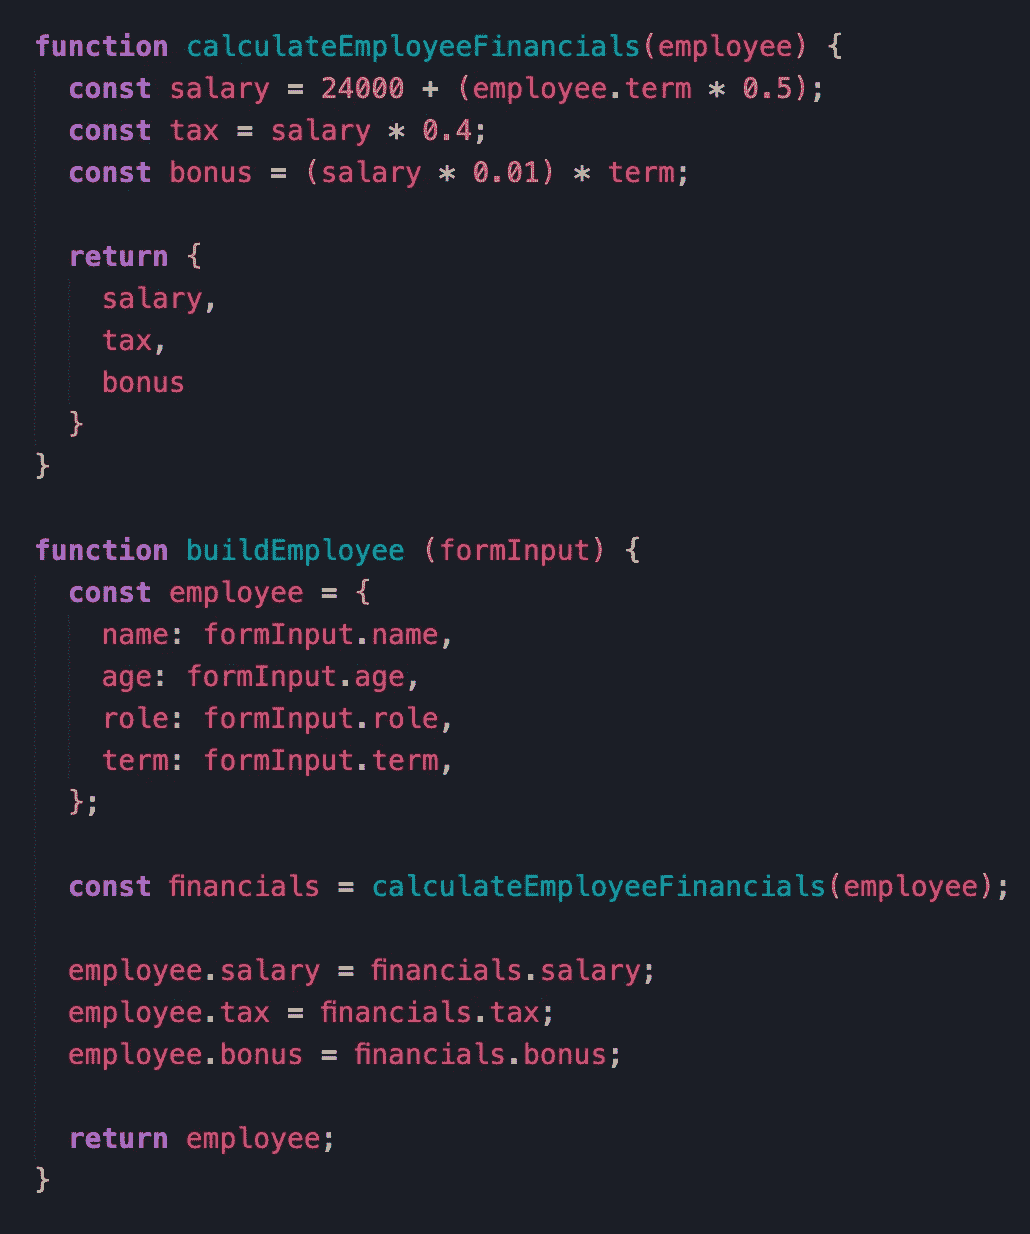 function calculateEmployeeFinancials(employee) {
  const salary = 24000 + (employee.term * 0.5);
  const tax = salary * 0.4;
  const bonus = (salary * 0.01) * term;

  return {
    salary,
    tax,
    bonus
  }
}

function buildEmployee (formInput) {
  const employee = {
    name: formInput.name,
    age: formInput.age,
    role: formInput.role,
    term: formInput.term,
  };

  const financials = calculateEmployeeFinancials(employee);

  employee.salary = financials.salary;
  employee.tax = financials.tax;
  employee.bonus = financials.bonus;

  return employee;
}